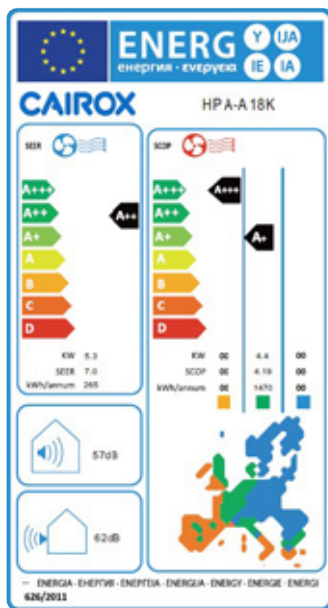 ENERG
енергия · ενεργεια
Y IJA
IE IA
CAIROX HP A-A 18K
SEER SCOP
A+++ A+++ A+++
A++ A++ A++
A+ A+ A+
A A
B B
C C
D D
KW 5.3 KW 00 4.4 00
SEER 7.0 SCOP 00 4.19 00
kWh/annum 265 kWh/annum 00 1470 00
57dB
62dB
ENERGIA · ЕНЕРГИЯ · ΕΝΕΡΓΕΙΑ · ENERGIJA · ENERGY · ENERGIE · ENERGI
626/2011